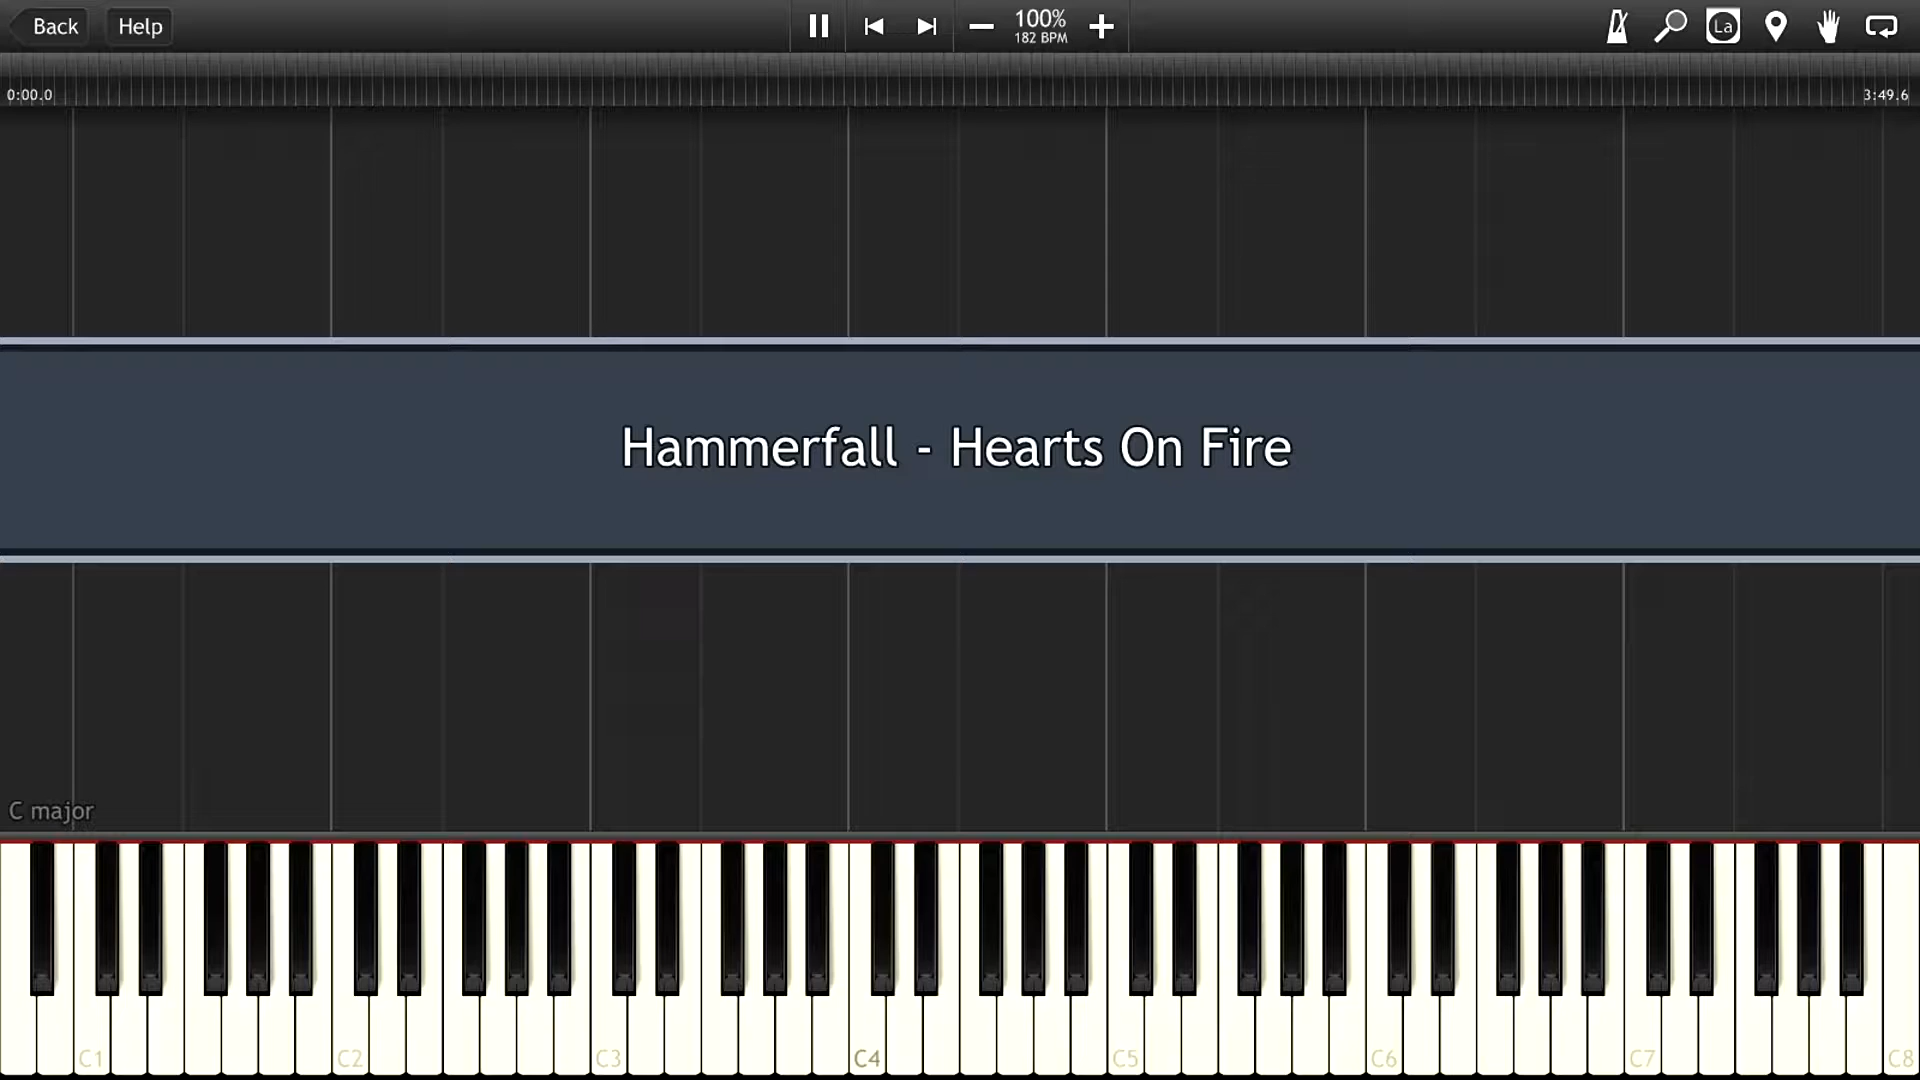 Back
Help
100%
182 BPM
La
0:00.0
3:49.6
Hammerfall - Hearts On Fire
C major
C1
C2
C3
C4
C5
C6
C7
C8